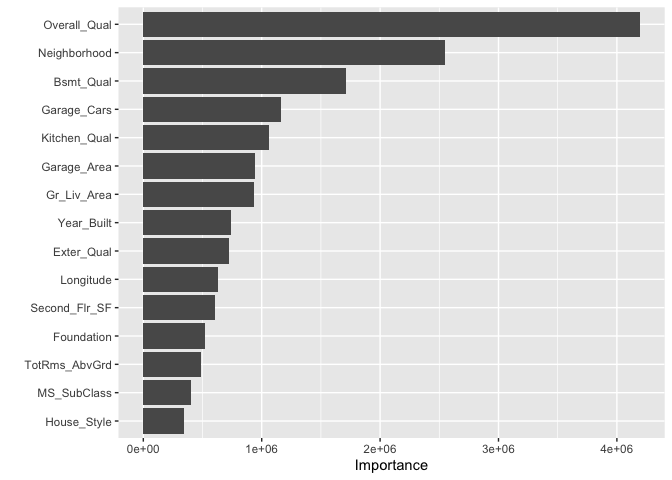 Overall_Qual
Neighborhood
Bsmt_Qual
Garage_Cars
Kitchen_Qual
Garage_Area
Gr_Liv_Area
Year_Built
Exter_Qual
Longitude
Second_Flr_SF
Foundation
TotRms_AbvGrd
MS_SubClass
House_Style
0e+00 1e+06 2e+06 3e+06 4e+06
Importance